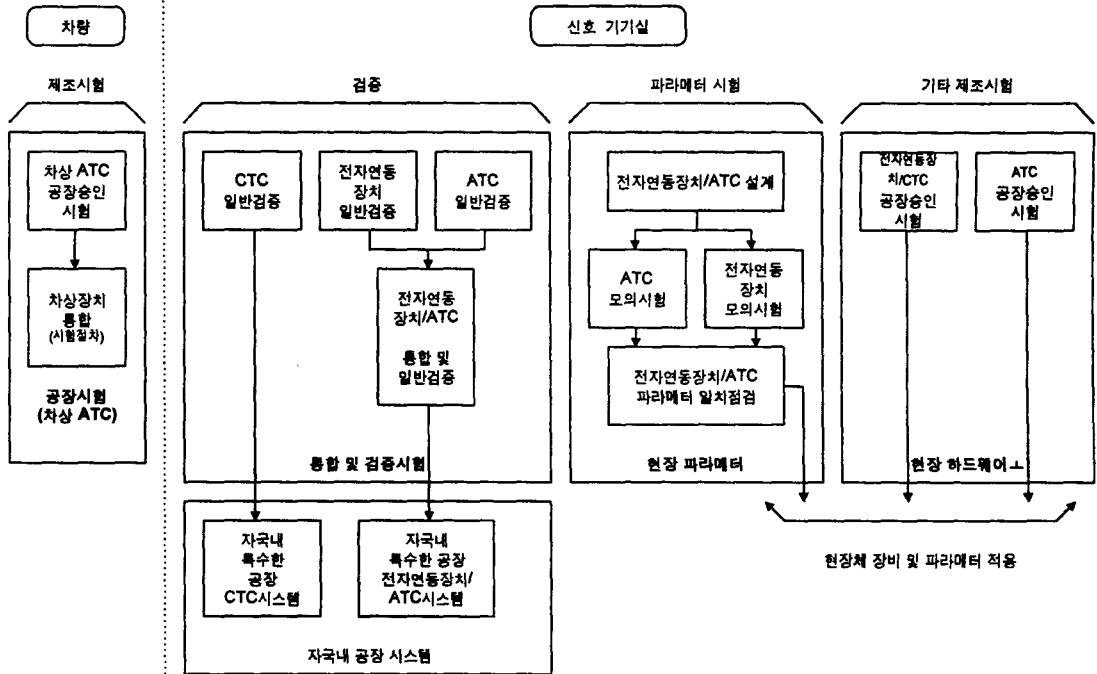 차량
신호 기기실
제조시험
검증
파라메터 시험
기타 제조시험
차상 ATC
공장승인
시험
차상장치
통합
(시험절차)
공장시험
(차상 ATC)
CTC
일반검증
전자연동
장치
일반검증
ATC
일반검증
전자연동
장치/ATC
통합 및
일반검증
통합 및 검증시험
자국내
특수한
공장
CTC시스템
자국내
특수한 공장
전자연동장치/
ATC시스템
자국내 공장 시스템
전자연동장치/ATC 설계
ATC
모의시험
전자연동
장치
모의시험
전자연동장치/ATC
파라메터 일치점검
현장 파라메터
전자연동장
치/CTC
공장승인
시험
ATC
공장승인
시험
현장 하드웨어ㅗ
현장체 장비 및 파라메터 적용